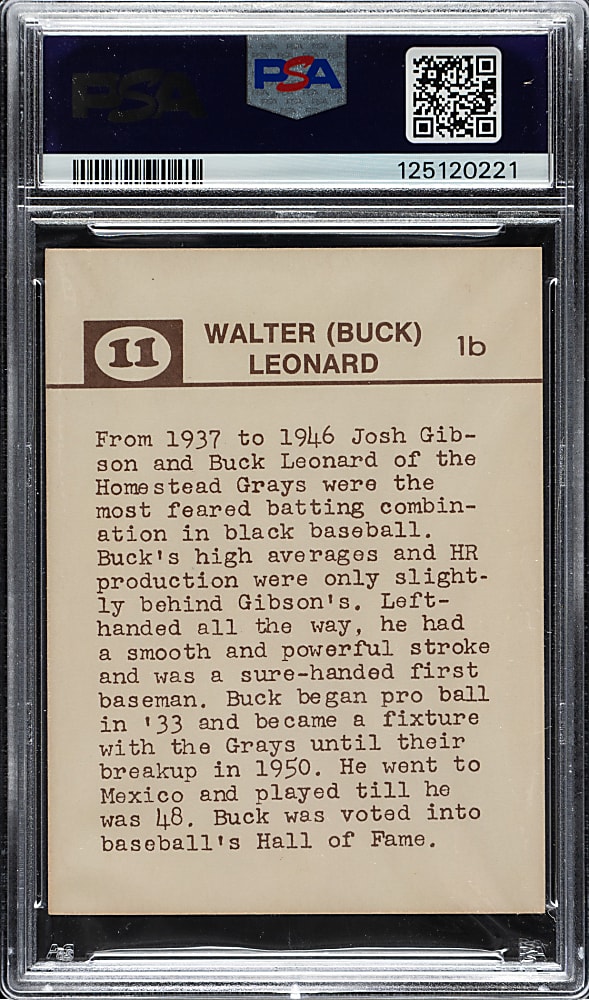 PSA
PSA
125120221
11
WALTER (BUCK)
LEONARD
1b
From 1937 to 1946 Josh Gib-
son and Buck Leonard of the
Homestead Grays were the
most feared batting combin-
ation in black baseball.
Buck's high averages and HR
production were only slight-
ly behind Gibson's. Left-
handed all the way, he had
a smooth and powerful stroke
and was a sure-handed first
baseman. Buck began pro ball
in '33 and became a fixture
with the Grays until their
breakup in 1950. He went to
Mexico and played till he
was 48. Buck was voted into
baseball's Hall of Fame.